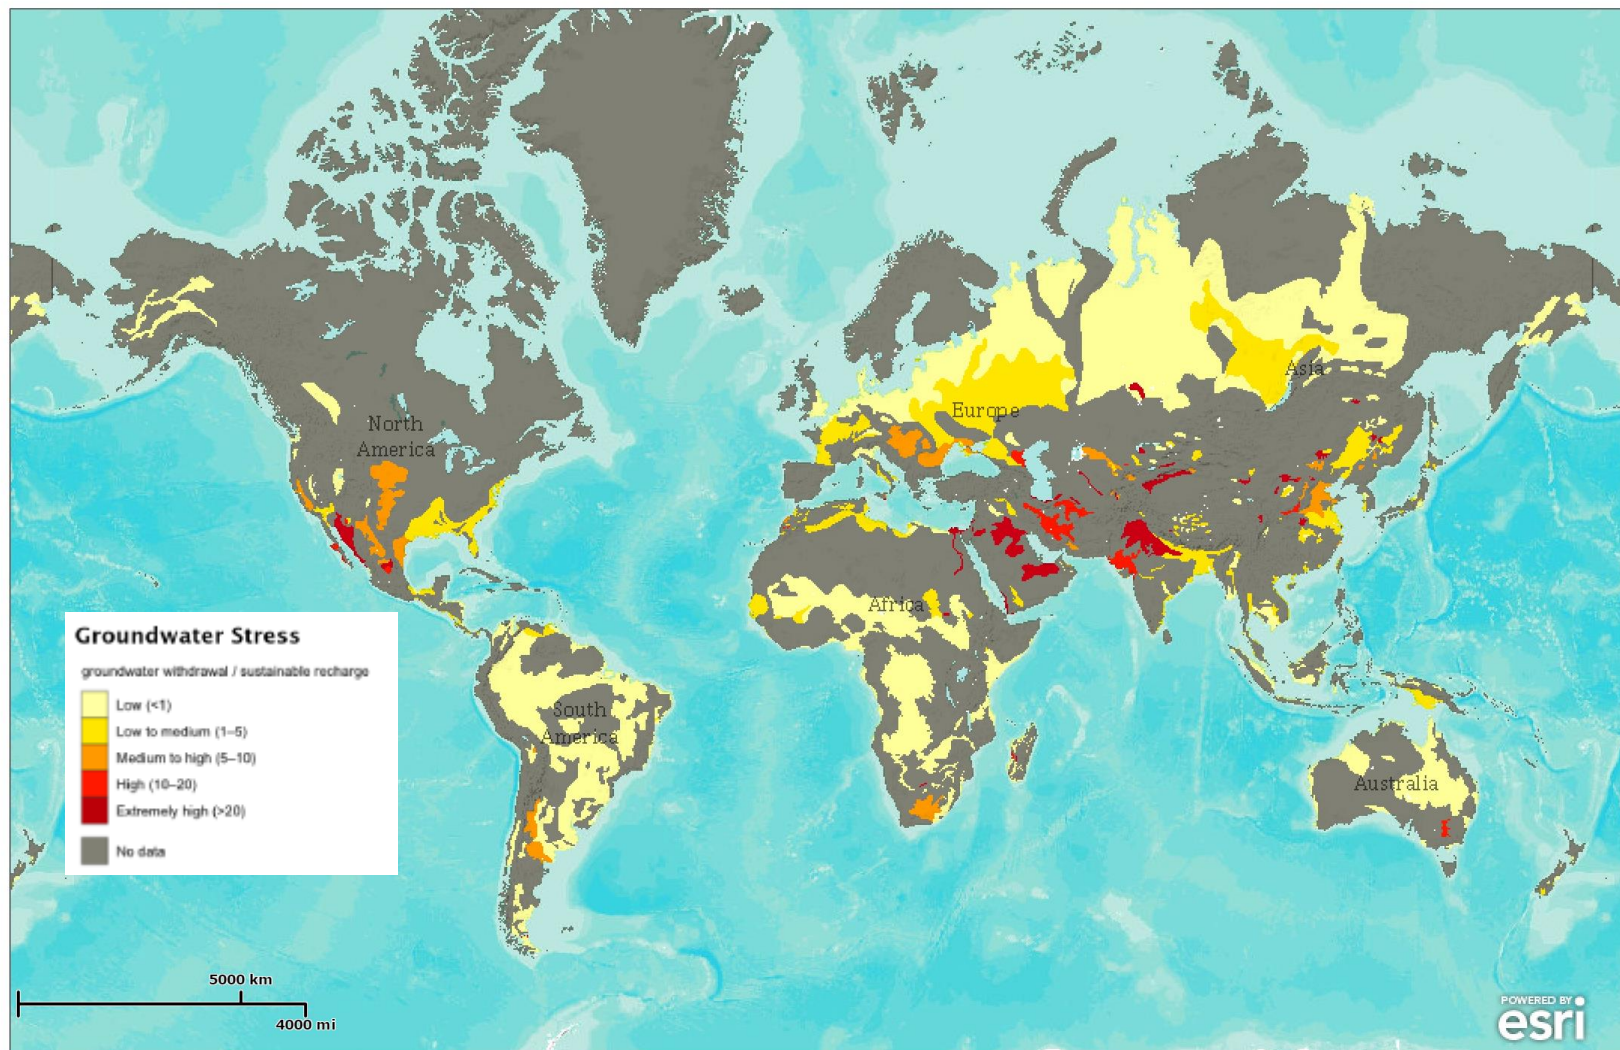 North
America
Europe
Asia
Africa
South
America
Australia
Groundwater Stress
groundwater withdrawal / sustainable recharge
Low (<1)
Low to medium (1–5)
Medium to high (5–10)
High (10–20)
Extremely high (>20)
No data
5000 km
4000 mi
POWERED BY
esri